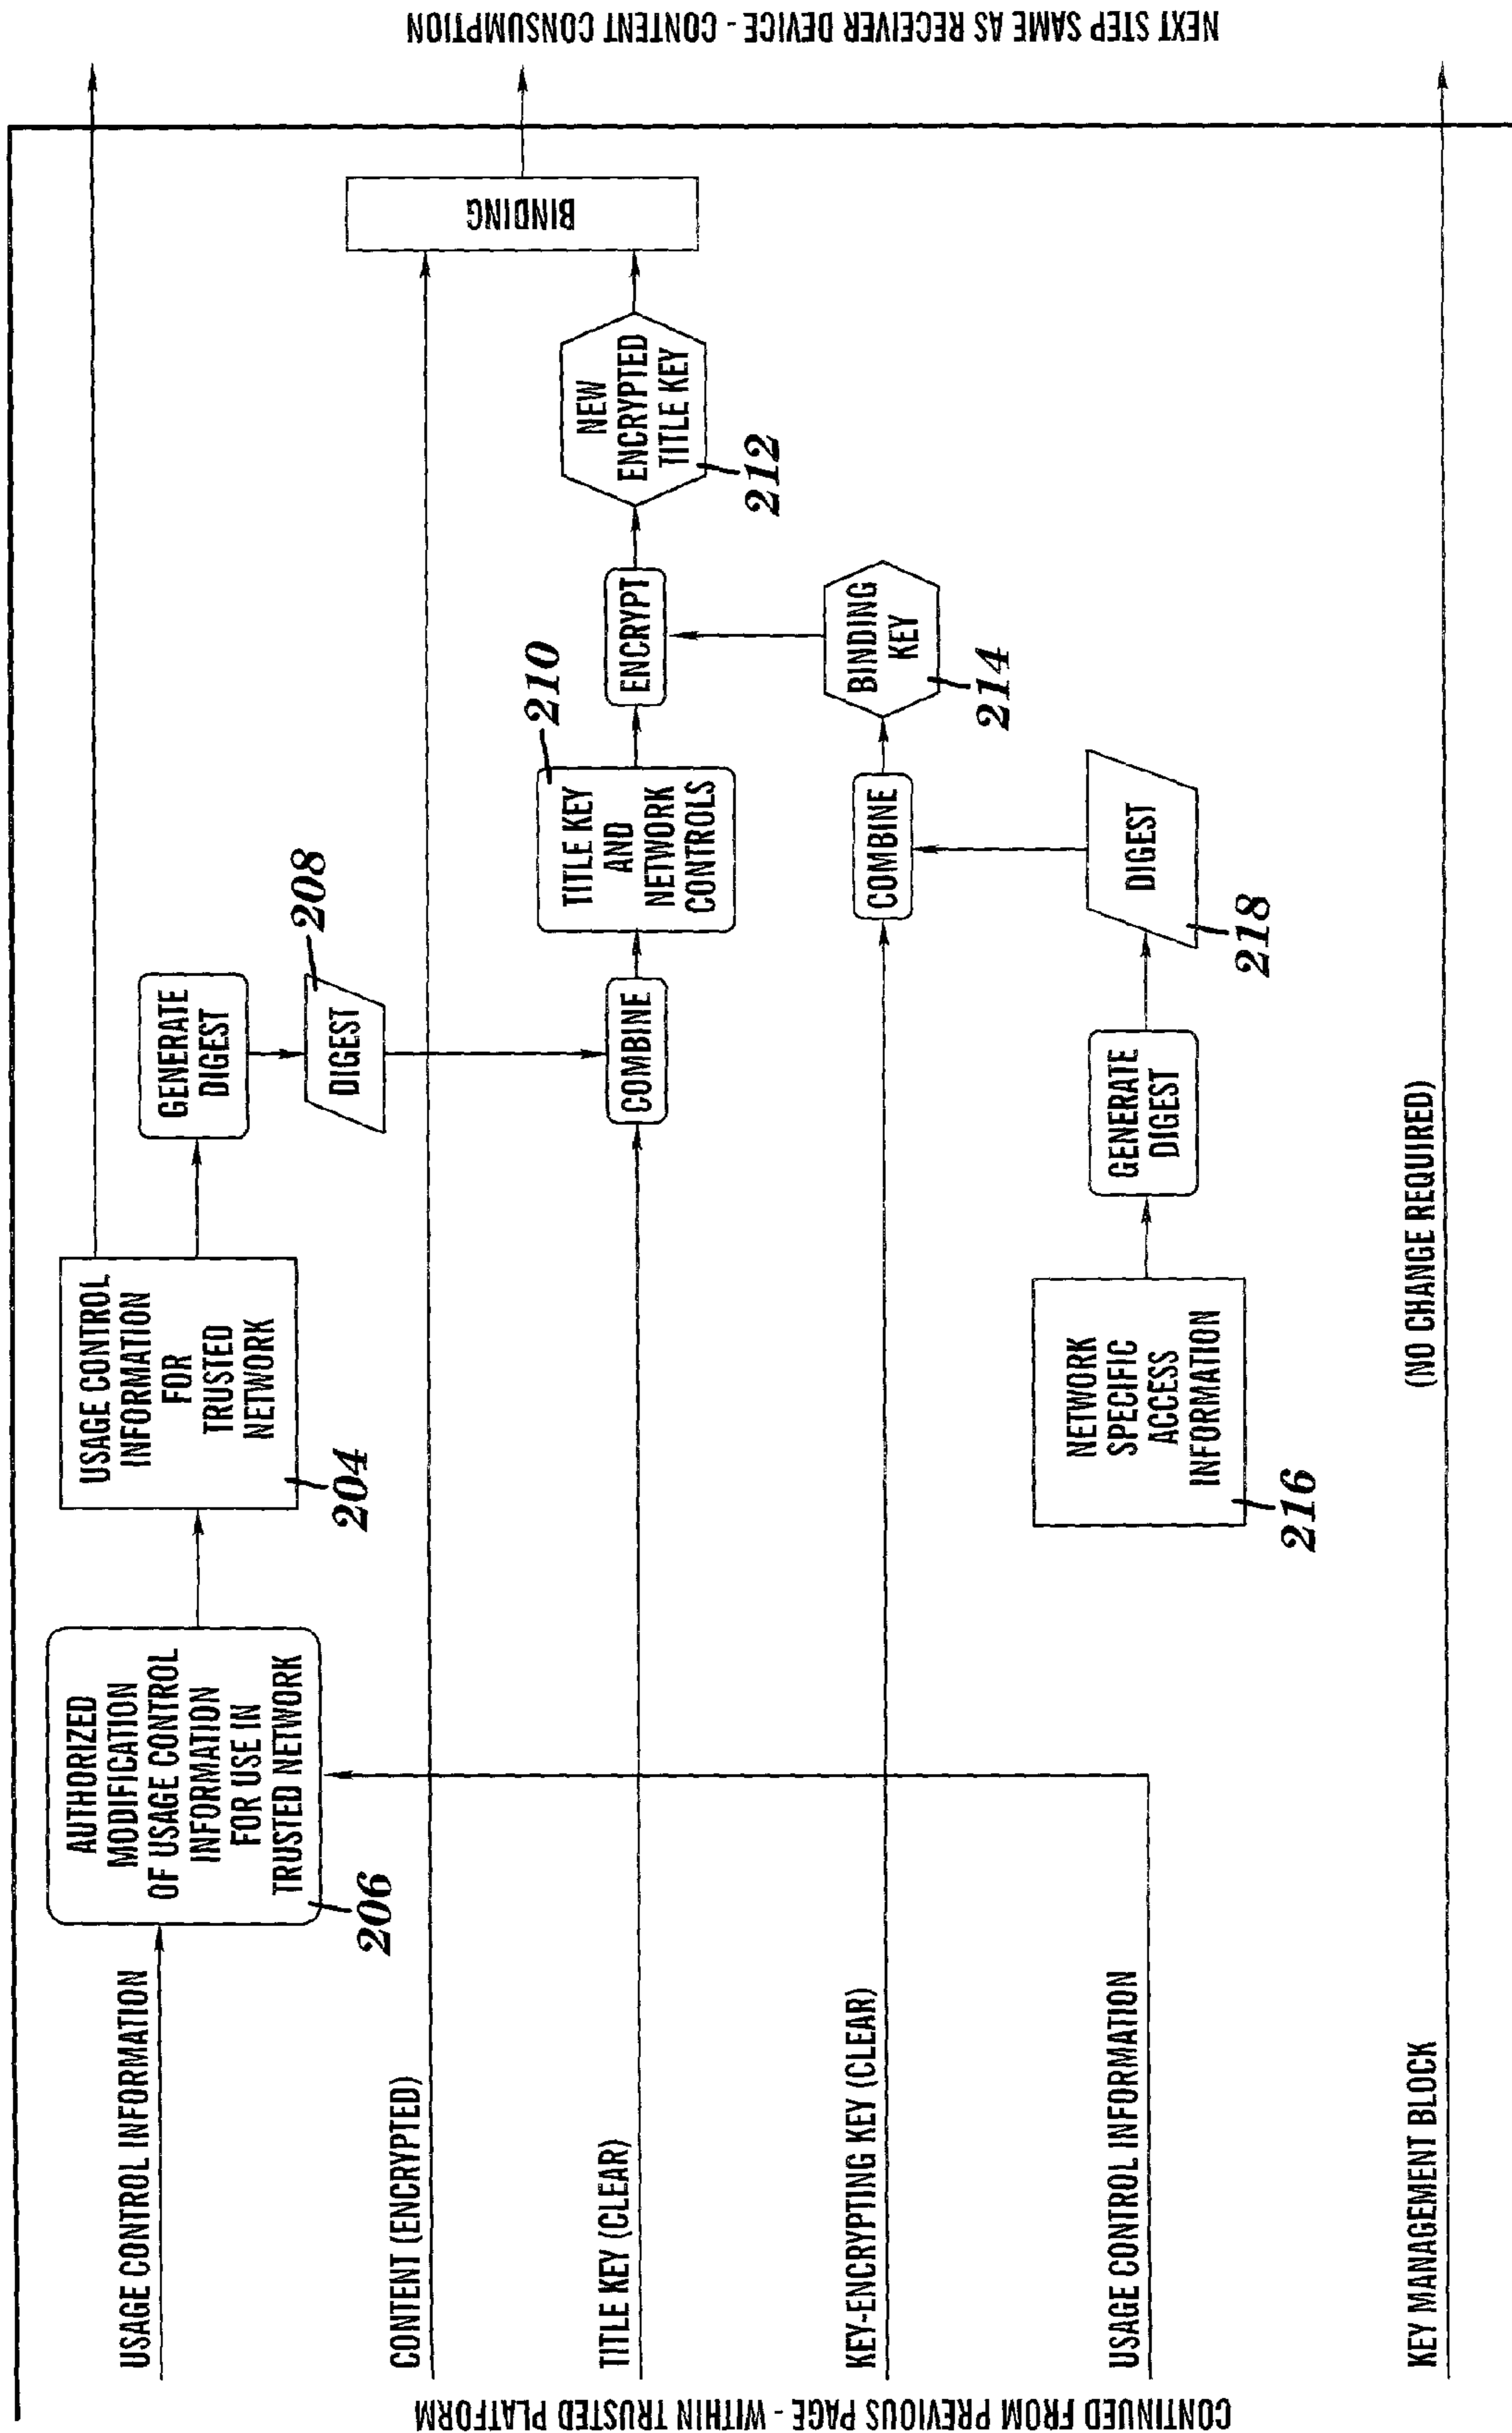 CONTINUED FROM PREVIOUS PAGE - WITHIN TRUSTED PLATFORM
USAGE CONTROL INFORMATION
AUTHORIZED
MODIFICATION
OF USAGE CONTROL
INFORMATION
FOR USE IN
TRUSTED NETWORK
206
USAGE CONTROL
INFORMATION
FOR
TRUSTED
NETWORK
204
GENERATE
DIGEST
DIGEST
208
CONTENT (ENCRYPTED)
TITLE KEY (CLEAR)
COMBINE
TITLE KEY
AND
NETWORK
CONTROLS
210
ENCRYPT
NEW
ENCRYPTED
TITLE KEY
212
BINDING
KEY-ENCRYPTING KEY (CLEAR)
COMBINE
BINDING
KEY
214
USAGE CONTROL INFORMATION
NETWORK
SPECIFIC
ACCESS
INFORMATION
216
GENERATE
DIGEST
DIGEST
218
KEY MANAGEMENT BLOCK
(NO CHANGE REQUIRED)
NEXT STEP SAME AS RECEIVER DEVICE - CONTENT CONSUMPTION